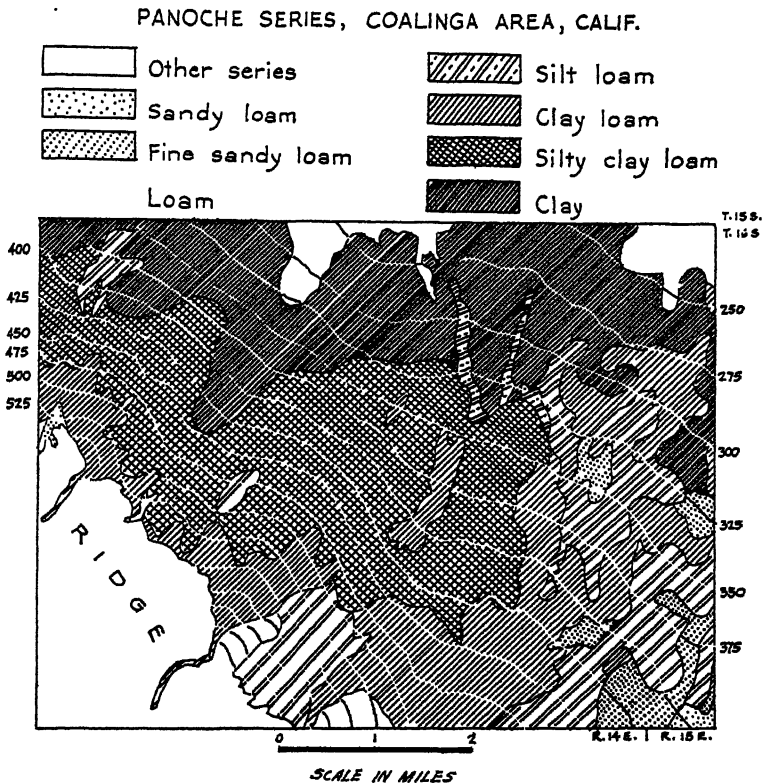 PANOCHE SERIES, COALINGA AREA, CALIF.
Other series
Sandy loam
Fine sandy loam
Loam
Silt loam
Clay loam
Silty clay loam
Clay
T. 15 S.
T. 16 S
400
425
450
475
500
525
250
275
300
325
350
375
RIDGE
R. 14 E. | R. 15 E.
0 1 2
SCALE IN MILES